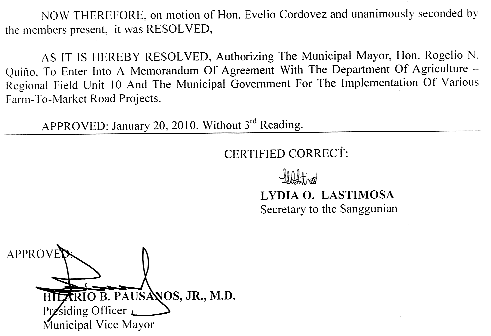 NOW THEREFORE, on motion of Hon. Evelio Cordovez and unanimously seconded by
the members present, it was RESOLVED,
AS IT IS HEREBY RESOLVED, Authorizing The Municipal Mayor, Hon. Rogelio N.
Quiño, To Enter Into A Memorandum Of Agreement With The Department Of Agriculture –
Regional Field Unit 10 And The Municipal Government For The Implementation Of Various
Farm-To-Market Road Projects.
APPROVED: January 20, 2010. Without 3rd Reading.
CERTIFIED CORRECT:
LYDIA O. LASTIMOSA
Secretary to the Sanggunian
APPROVED:
HILARIO B. PAUSANOS, JR., M.D.
Presiding Officer
Municipal Vice Mayor